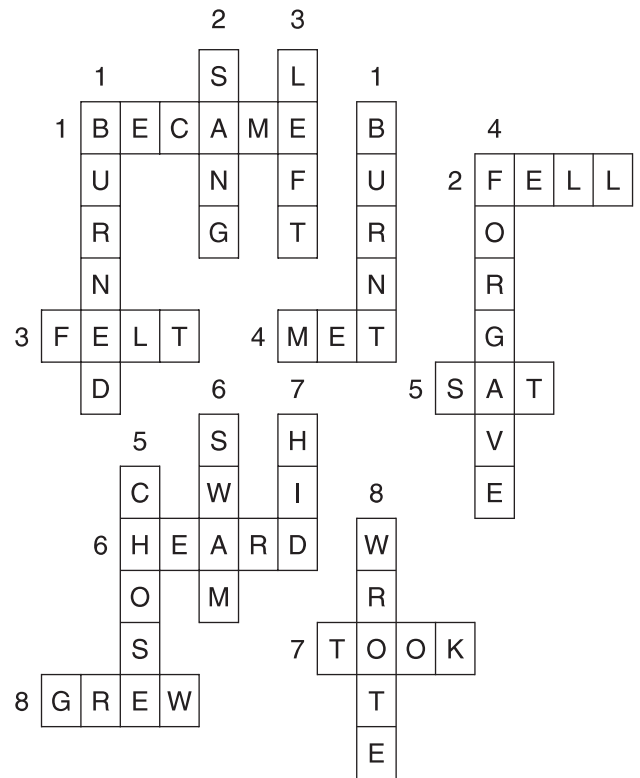 2 3
1 S L 1
1 B E C A M E B 4
U N F U 2 F E L L
R G T R O
N N R
3 F E L T 4 M E T G
D 6 7 5 S A T
5 S H V
C W I 8 E
6 H E A R D W
O M R
S 7 T O O K
8 G R E W T
E